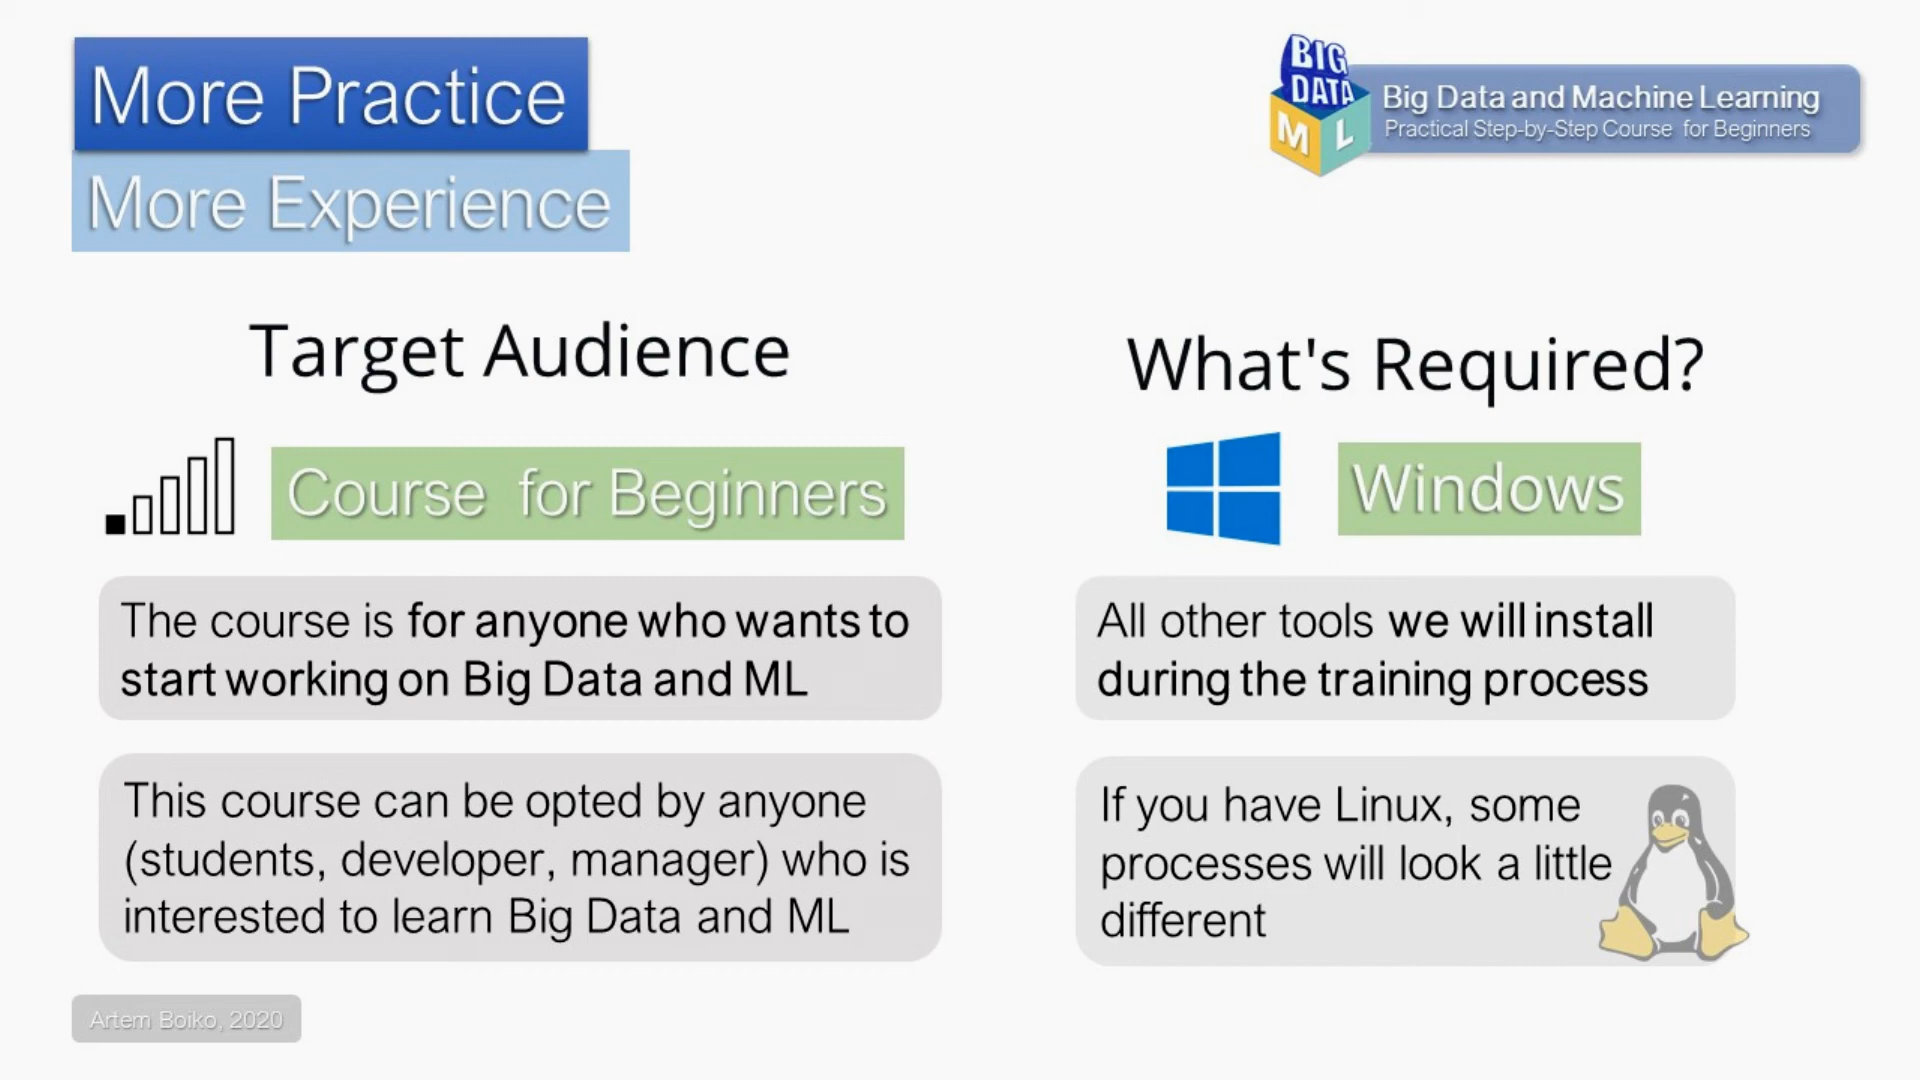 More Practice
More Experience
BIG
DATA
M L
Big Data and Machine Learning
Practical Step-by-Step Course for Beginners
Target Audience
Course for Beginners
The course is for anyone who wants to
start working on Big Data and ML
This course can be opted by anyone
(students, developer, manager) who is
interested to learn Big Data and ML
What's Required?
Windows
All other tools we will install
during the training process
If you have Linux, some
processes will look a little
different
Artem Boiko, 2020